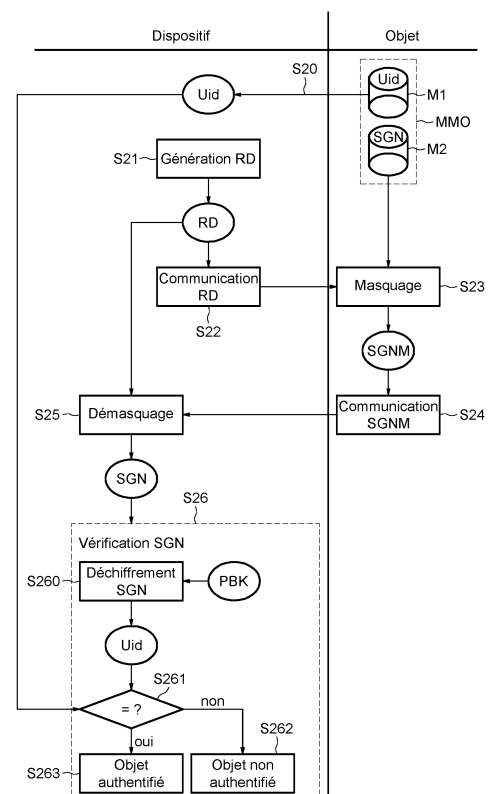 Dispositif
Objet
S20
Uid
Uid
M1
MMO
SGN
M2
S21
Génération RD
RD
Communication
RD
S22
Masquage
S23
SGNM
S25
Démasquage
Communication
SGNM
S24
SGN
S26
Vérification SGN
S260
Déchiffrement
SGN
PBK
Uid
S261
= ?
non
oui
S262
S263
Objet
authentifié
Objet non
authentifié